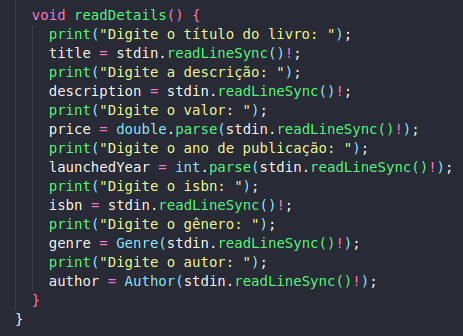 void readDetails() {
print("Digite o título do livro: ");
title = stdin.readLineSync()!;
print("Digite a descrição: ");
description = stdin.readLineSync()!;
print("Digite o valor: ");
price = double.parse(stdin.readLineSync()!);
print("Digite o ano de publicação: ");
launchedYear = int.parse(stdin.readLineSync()!);
print("Digite o isbn: ");
isbn = stdin.readLineSync()!;
print("Digite o gênero: ");
genre = Genre(stdin.readLineSync()!);
print("Digite o autor: ");
author = Author(stdin.readLineSync()!);
}
}